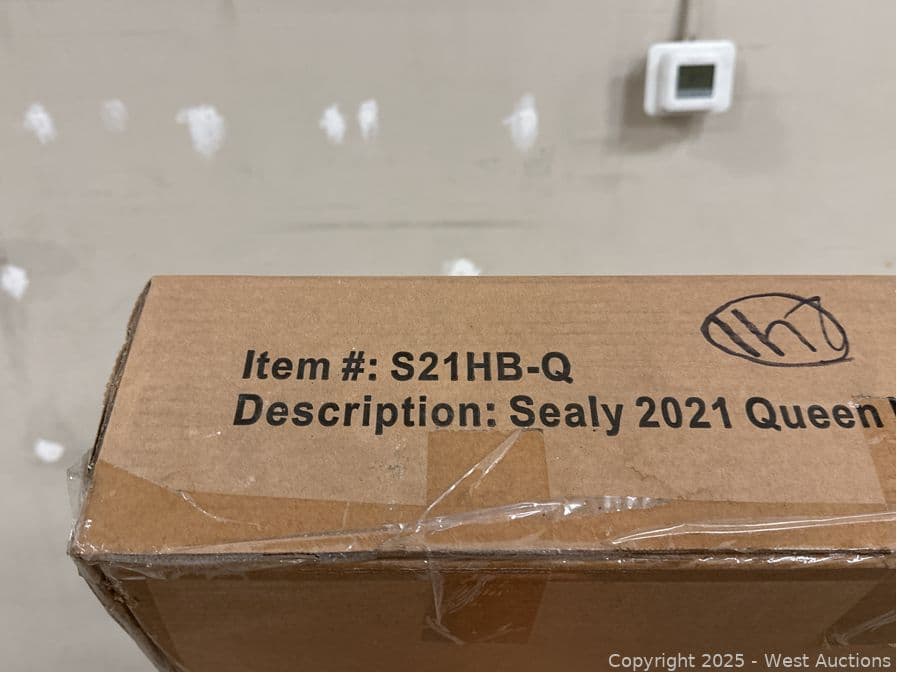 Item #: S21HB-Q
Description: Sealy 2021 Queen
Copyright 2025 - West Auctions